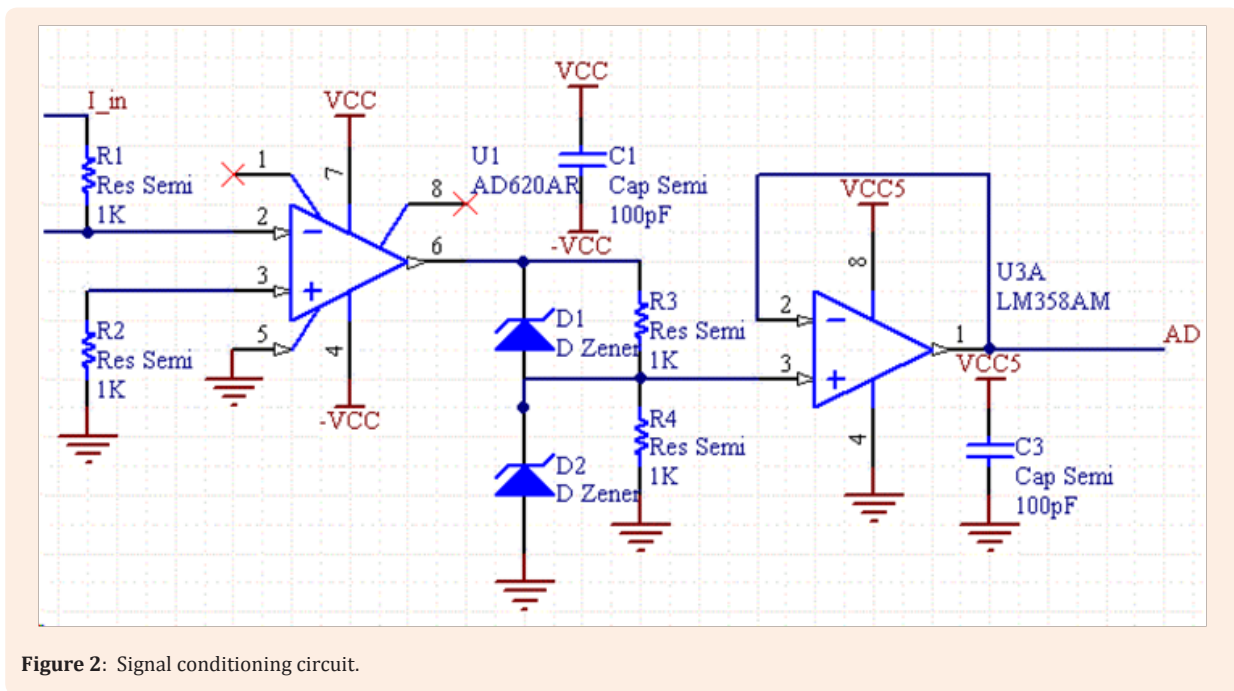 I_in
R1
Res Semi
1K
1
2
3
5
R2
Res Semi
1K
VCC
7
4
-VCC
8
6
U1
AD620AR
VCC
C1
Cap Semi
100pF
-VCC
D1
D Zener
D2
D Zener
R3
Res Semi
1K
R4
Res Semi
1K
VCC5
8
2
3
4
1
U3A
LM358AM
AD
VCC5
C3
Cap Semi
100pF
Figure 2: Signal conditioning circuit.